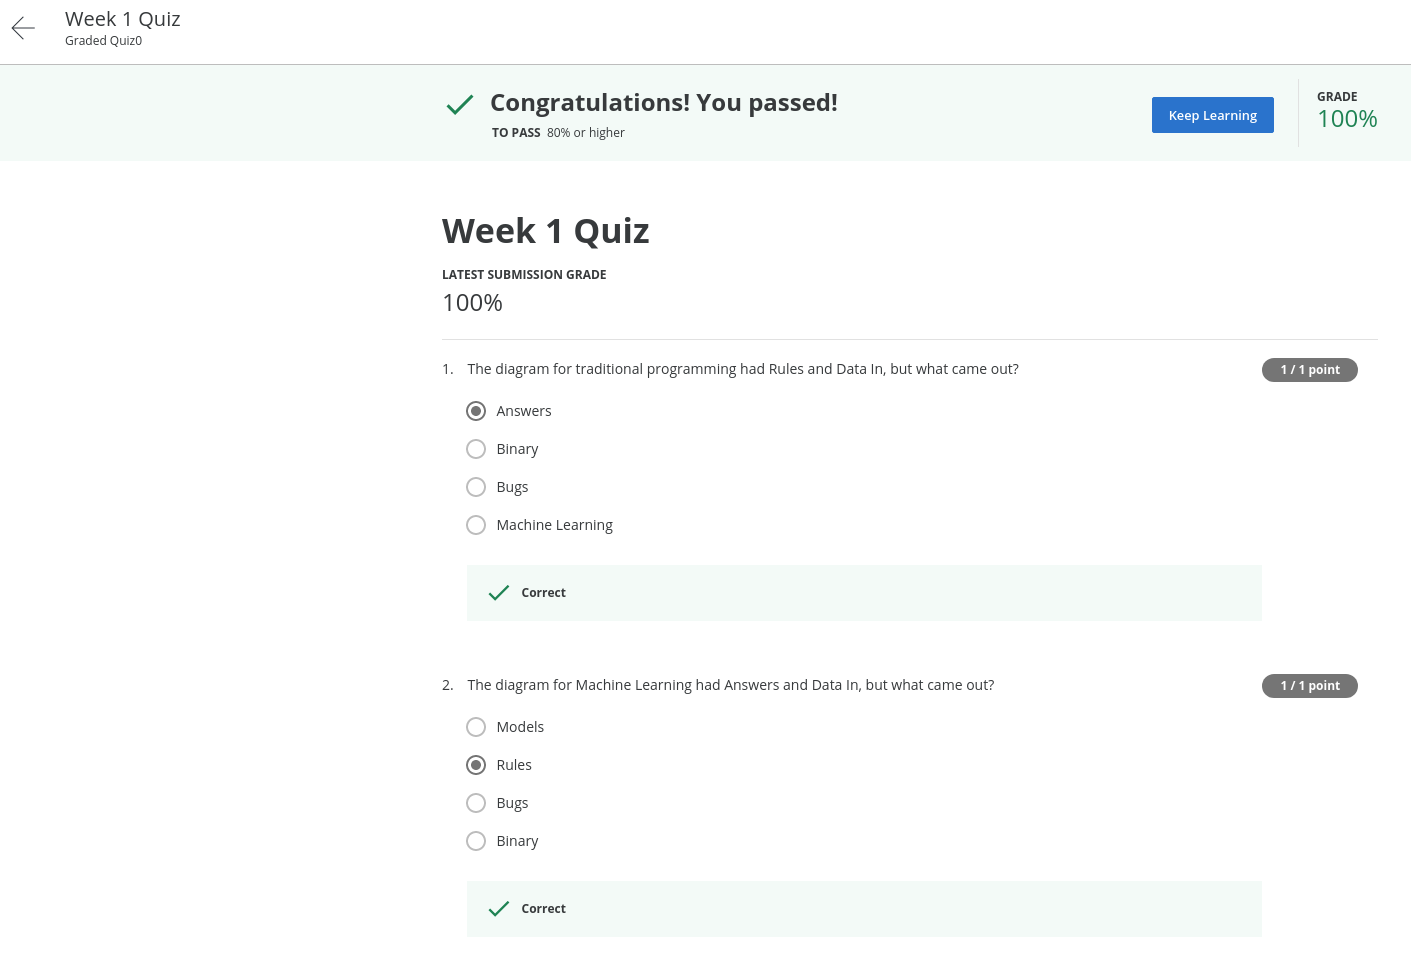 Week 1 Quiz
Graded Quiz0
Congratulations! You passed!
TO PASS 80% or higher
Keep Learning
GRADE
100%
Week 1 Quiz
LATEST SUBMISSION GRADE
100%
1. The diagram for traditional programming had Rules and Data In, but what came out?
1 / 1 point
Answers
Binary
Bugs
Machine Learning
Correct
2. The diagram for Machine Learning had Answers and Data In, but what came out?
1 / 1 point
Models
Rules
Bugs
Binary
Correct